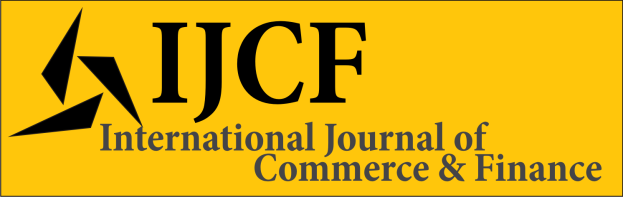 IJCF
International Journal of
Commerce & Finance